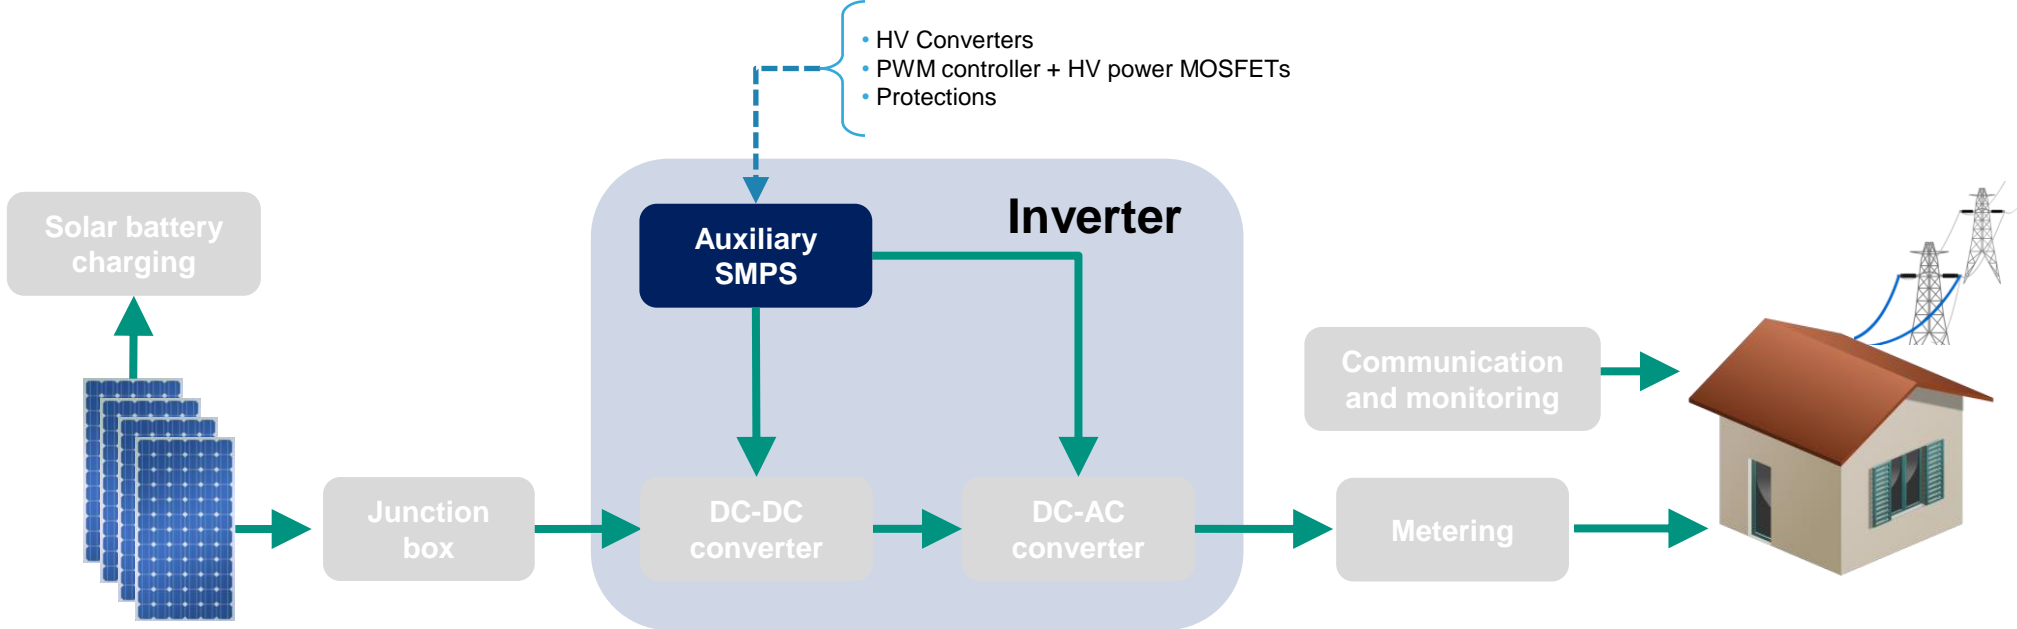 • HV Converters
• PWM controller + HV power MOSFETs
• Protections
Inverter
Solar battery
charging
Auxiliary
SMPS
Communication
and monitoring
Junction
box
DC-DC
converter
DC-AC
converter
Metering